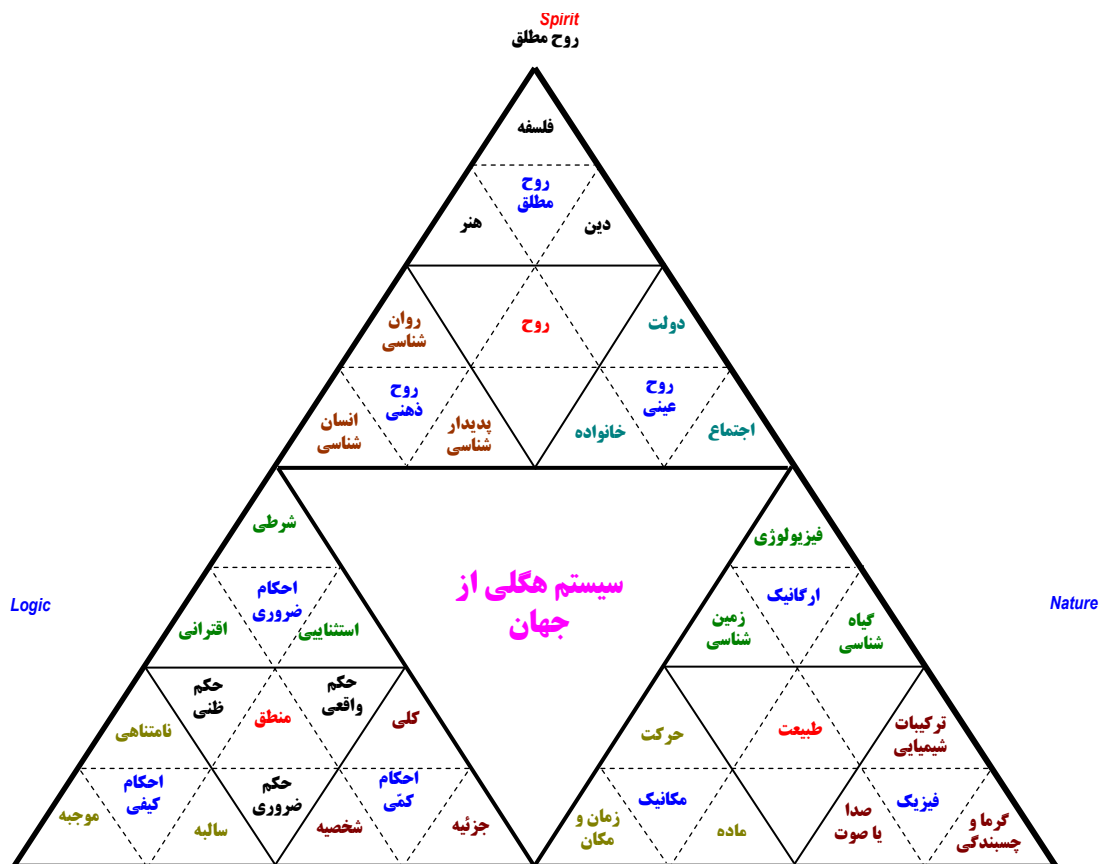 Spirit
روح مطلق
فلسفه
روح
مطلق
دین
هنر
روان
شناسی
روح
دولت
روح
ذهنی
روح
عینی
انسان
شناسی
پدیدار
شناسی
خانواده
اجتماع
شرطی
فیزیولوژی
سیستم هگلی از
جهان
احکام
ضروری
ارگانیک
Logic
Nature
استثنایی
اقترانی
گیاه
شناسی
زمین
شناسی
حکم
واقعی
حکم
ظنی
کلی
منطق
نامتناهی
ترکیبات
شیمیایی
طبیعت
حرکت
احکام
کمّی
حکم
ضروری
احکام
کیفی
فیزیک
مکانیک
جزئیه
شخصیه
سالبه
موجبه
گرما و
چسبندگی
صدا
یا صوت
ماده
زمان و
مکان